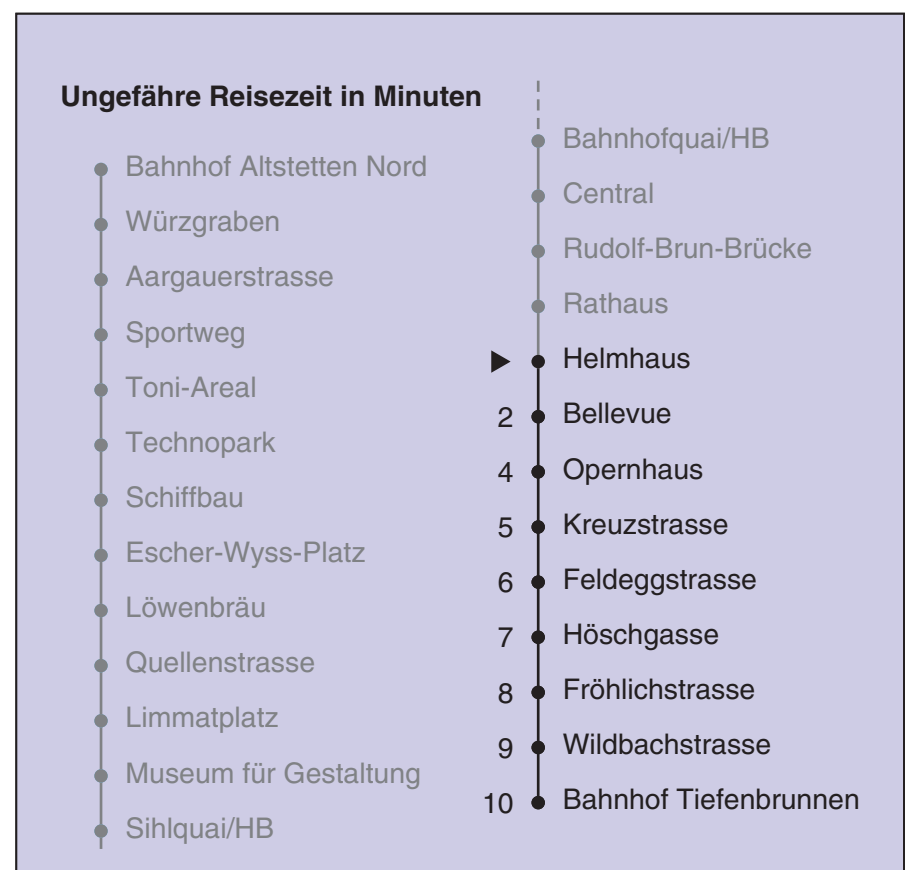 Ungefähre Reisezeit in Minuten
Bahnhof Altstetten Nord
Würzgraben
Aargauerstrasse
Sportweg
Toni-Areal
Technopark
Schiffbau
Escher-Wyss-Platz
Löwenbräu
Quellenstrasse
Limmatplatz
Museum für Gestaltung
Sihlquai/HB
Bahnhofquai/HB
Central
Rudolf-Brun-Brücke
Rathaus
Helmhaus
2 Bellevue
4 Opernhaus
5 Kreuzstrasse
6 Feldeggstrasse
7 Höschgasse
8 Fröhlichstrasse
9 Wildbachstrasse
10 Bahnhof Tiefenbrunnen